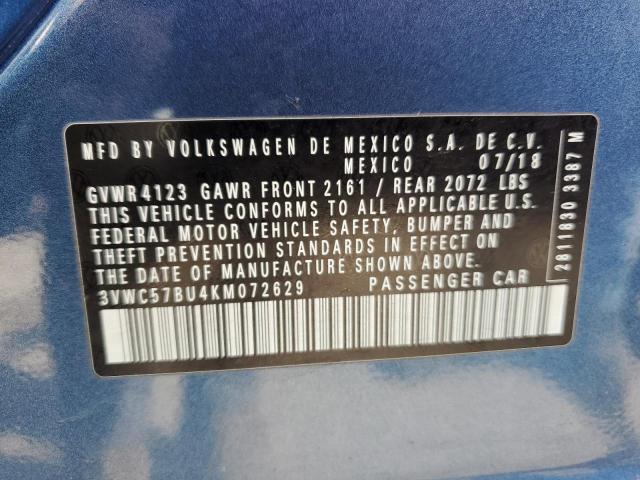 MFD BY VOLKSWAGEN DE MEXICO S.A. DE C.V.
MEXICO 07/18
GVWR4123 GAWR FRONT 2161 / REAR 2072 LBS
THIS VEHICLE CONFORMS TO ALL APPLICABLE U.S.
FEDERAL MOTOR VEHICLE SAFETY, BUMPER AND
THEFT PREVENTION STANDARDS IN EFFECT ON
THE DATE OF MANUFACTURE SHOWN ABOVE.
3VWC57BU4KM072629 PASSENGER CAR
2811830 3387 M